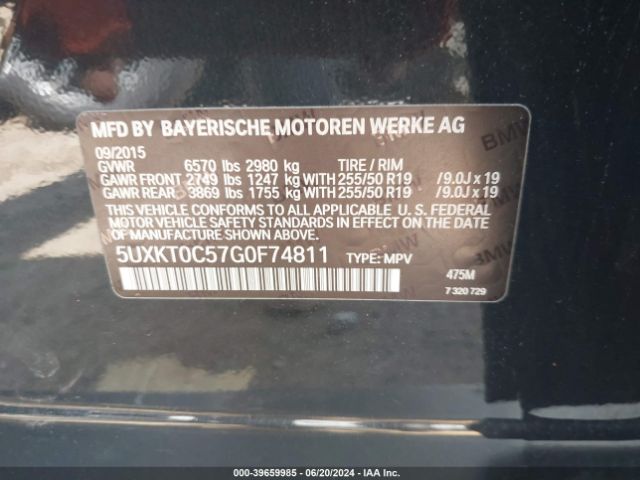 MFD BY BAYERISCHE MOTOREN WERKE AG
09/2015
GVWR 6570 lbs 2980 kg TIRE / RIM
GAWR FRONT 2749 lbs 1247 kg WITH 255/50 R19 /9.0J x 19
GAWR REAR 3869 lbs 1755 kg WITH 255/50 R19 /9.0J x 19
THIS VEHICLE CONFORMS TO ALL APPLICABLE U. S. FEDERAL
MOTOR VEHICLE SAFETY STANDARDS IN EFFECT ON THE DATE
OF MANUFACTURE SHOWN ABOVE.
5UXKT0C57G0F74811 TYPE: MPV
475M
7 320 729
000-39659985 - 06/20/2024 - IAA Inc.